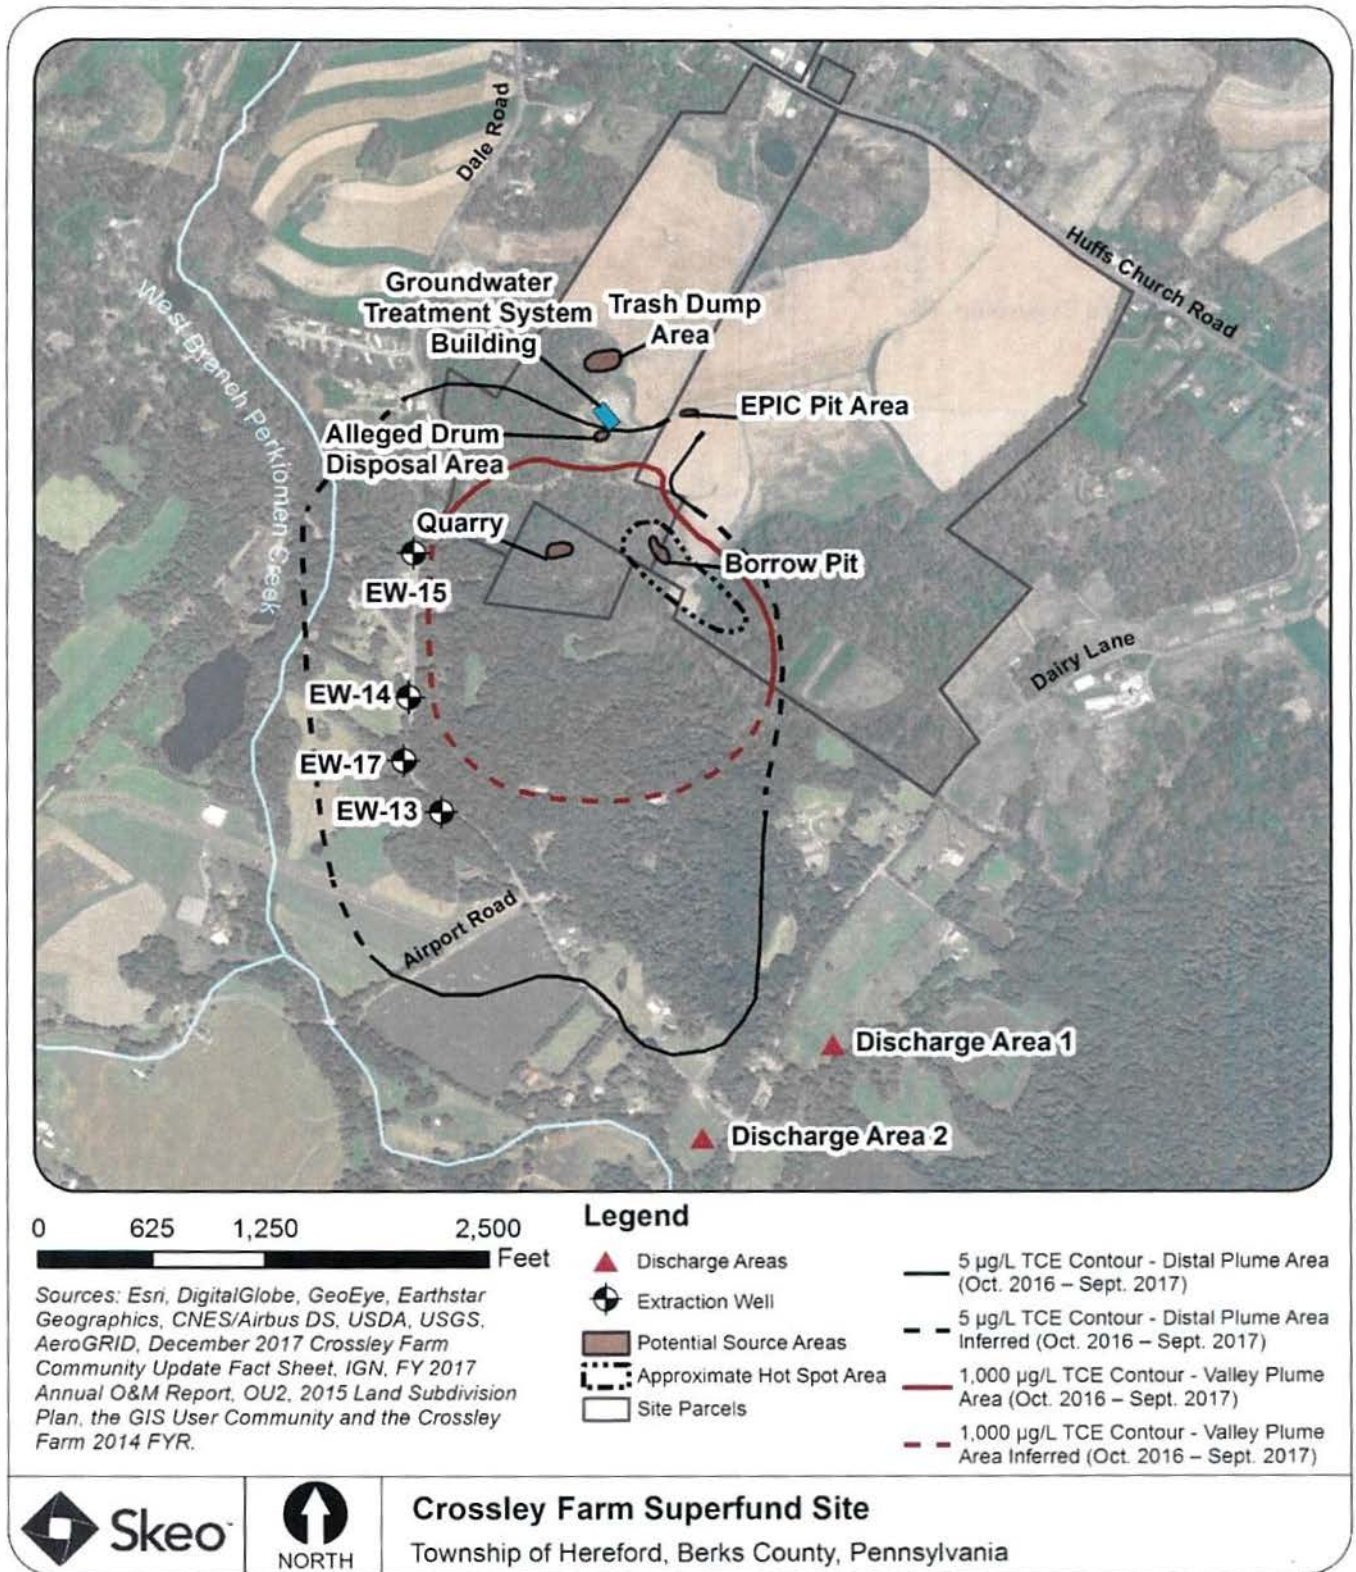 Dale Road
Huffs Church Road
West Branch Perkiomen Creek
Groundwater
Treatment System
Building
Trash Dump
Area
EPIC Pit Area
Alleged Drum
Disposal Area
Quarry
Borrow Pit
EW-15
Dairy Lane
EW-14
EW-17
EW-13
Airport Road
Discharge Area 1
Discharge Area 2
0 625 1,250 2,500
Feet
Sources: Esri, DigitalGlobe, GeoEye, Earthstar
Geographics, CNES/Airbus DS, USDA, USGS,
AeroGRID, December 2017 Crossley Farm
Community Update Fact Sheet, IGN, FY 2017
Annual O&M Report, OU2, 2015 Land Subdivision
Plan, the GIS User Community and the Crossley
Farm 2014 FYR.
Legend
Discharge Areas
Extraction Well
Potential Source Areas
Approximate Hot Spot Area
Site Parcels
5 µg/L TCE Contour - Distal Plume Area
(Oct. 2016 – Sept. 2017)
5 µg/L TCE Contour - Distal Plume Area
Inferred (Oct. 2016 – Sept. 2017)
1,000 µg/L TCE Contour - Valley Plume
Area (Oct. 2016 – Sept. 2017)
1,000 µg/L TCE Contour - Valley Plume
Area Inferred (Oct. 2016 – Sept. 2017)
Skeo
NORTH
Crossley Farm Superfund Site
Township of Hereford, Berks County, Pennsylvania